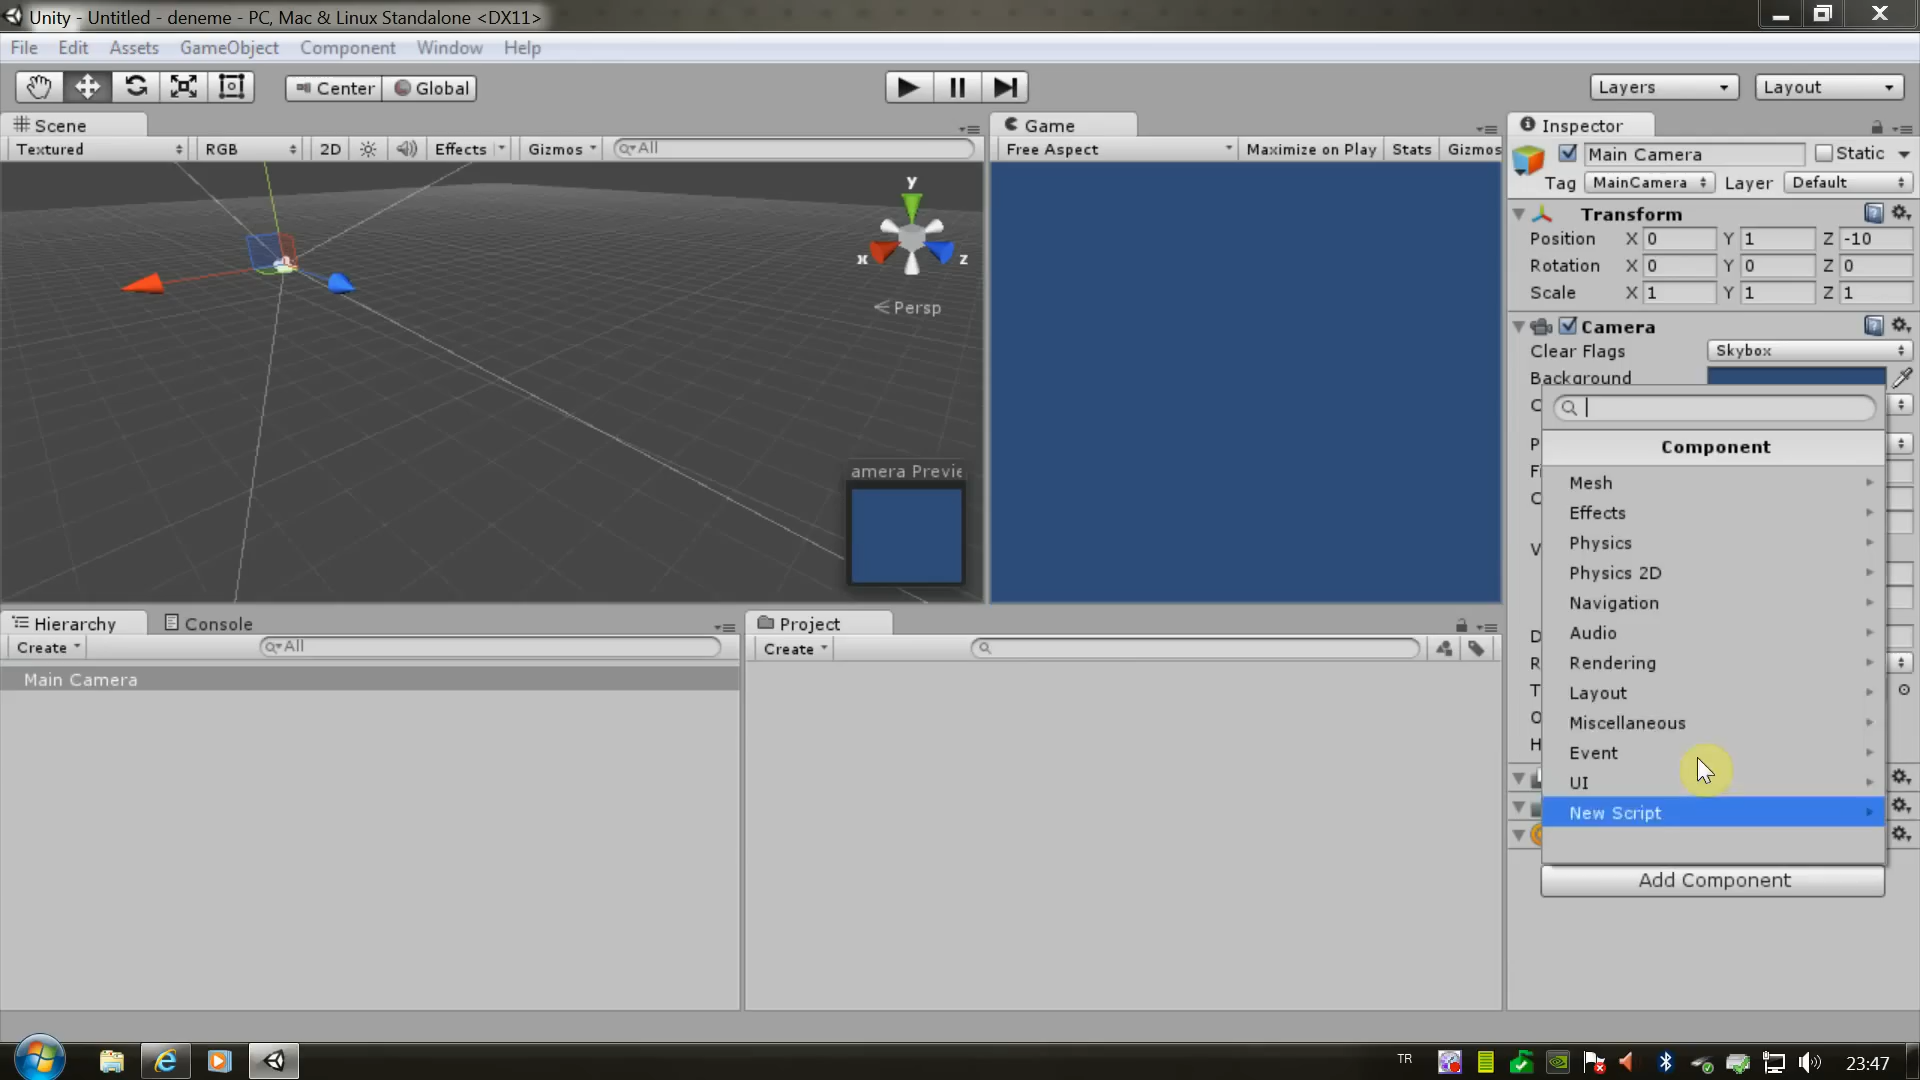 Unity - Untitled - deneme - PC, Mac & Linux Standalone <DX11>
File Edit Assets GameObject Component Window Help
Center Global Layers Layout
Scene
Textured RGB 2D Effects Gizmos All
y
x z
Persp
amera Previe
Game
Free Aspect Maximize on Play Stats Gizmos
Inspector
Main Camera Static
Tag MainCamera Layer Default
Transform
Position X 0 Y 1 Z -10
Rotation X 0 Y 0 Z 0
Scale X 1 Y 1 Z 1
Camera
Clear Flags Skybox
Background
C
P
F
C
V
D
R
T
O
H
Component
Mesh
Effects
Physics
Physics 2D
Navigation
Audio
Rendering
Layout
Miscellaneous
Event
UI
New Script
Add Component
Hierarchy Console
Create All
Main Camera
Project
Create
TR 23:47